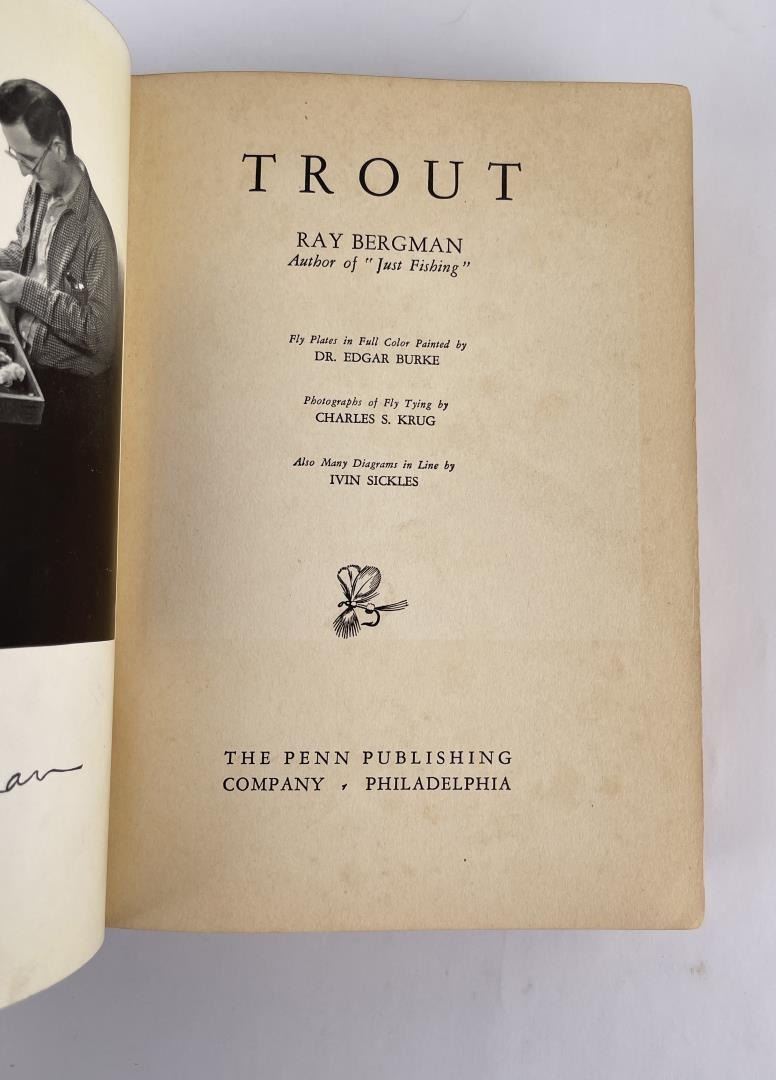 TROUT
RAY BERGMAN
Author of "Just Fishing"
Fly Plates in Full Color Painted by
DR. EDGAR BURKE
Photographs of Fly Tying by
CHARLES S. KRUG
Also Many Diagrams in Line by
IVIN SICKLES
THE PENN PUBLISHING
COMPANY , PHILADELPHIA